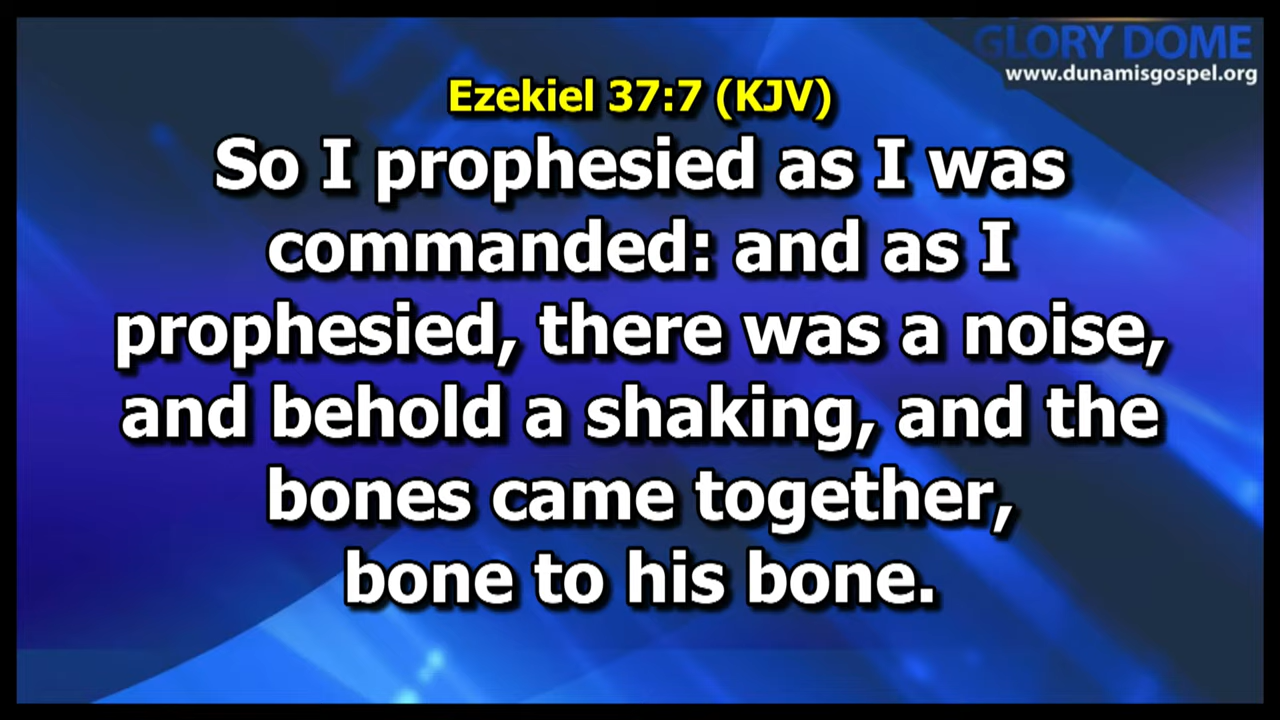 GLORY DOME
www.dunamisgospel.org
Ezekiel 37:7 (KJV)
So I prophesied as I was
commanded: and as I
prophesied, there was a noise,
and behold a shaking, and the
bones came together,
bone to his bone.